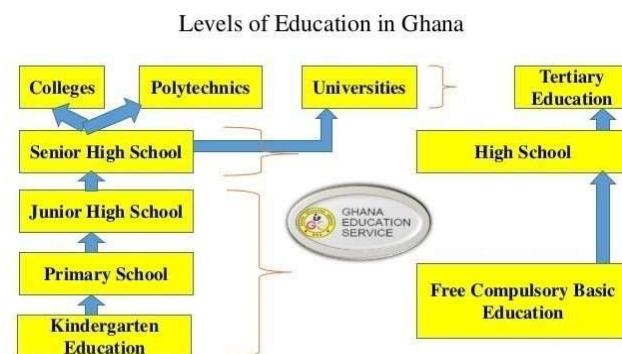 Levels of Education in Ghana
Colleges
Polytechnics
Universities
Tertiary
Education
Senior High School
High School
Junior High School
GHANA
EDUCATION
SERVICE
Primary School
Free Compulsory Basic
Education
Kindergarten
Education